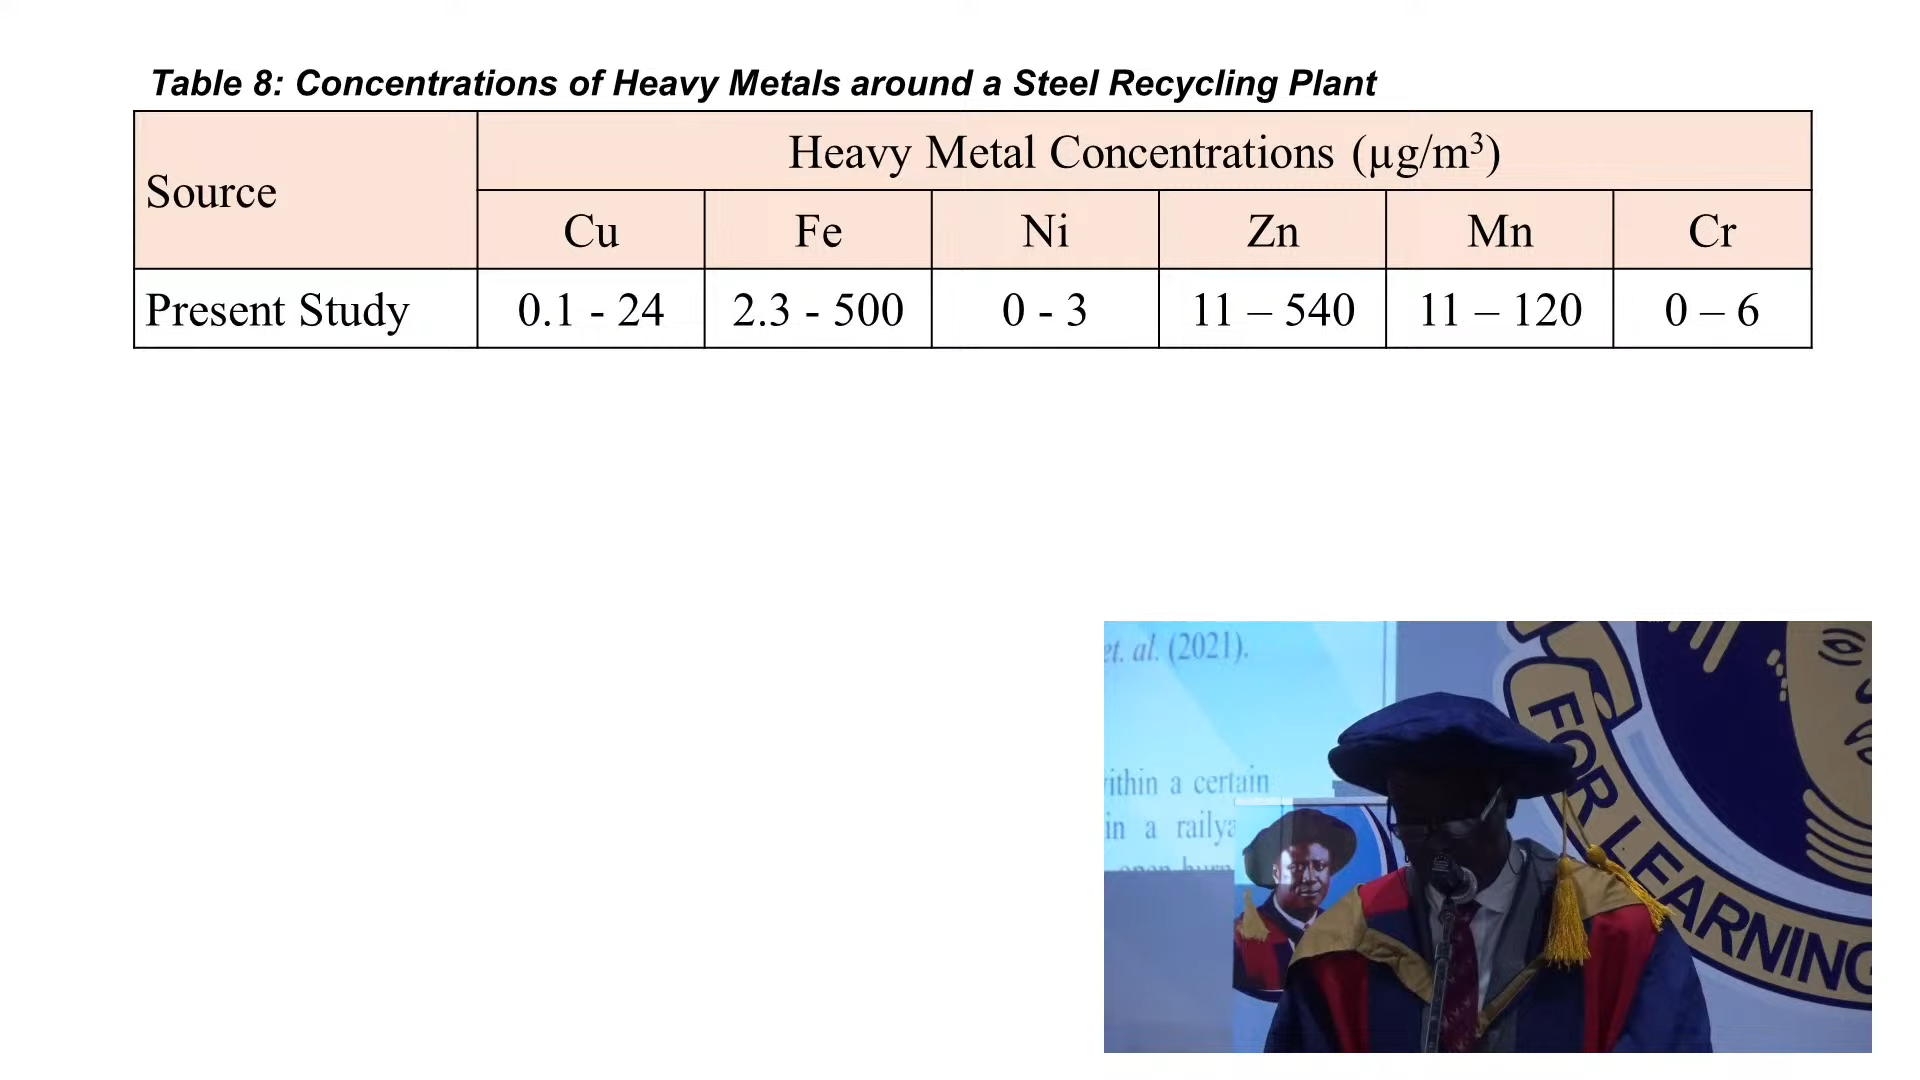 Table 8: Concentrations of Heavy Metals around a Steel Recycling Plant
Source
Heavy Metal Concentrations (µg/m³)
Cu Fe Ni Zn Mn Cr
Present Study 0.1 - 24 2.3 - 500 0 - 3 11 – 540 11 – 120 0 – 6
et. al. (2021).
within a certain
in a
FOR LEARNING